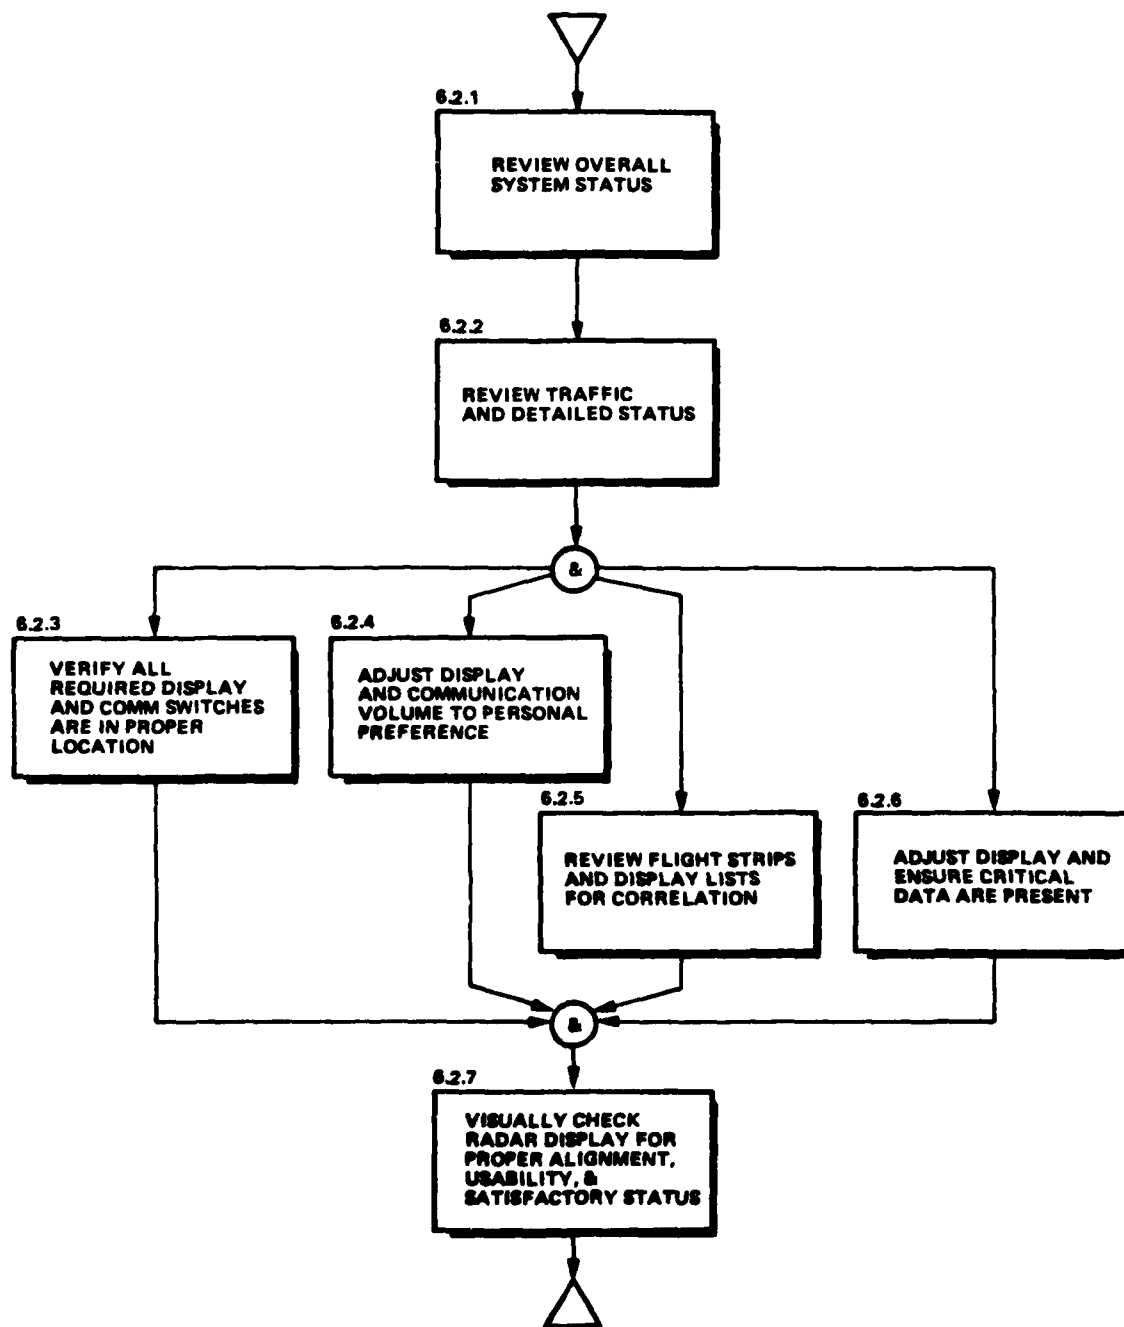 6.2.1
REVIEW OVERALL
SYSTEM STATUS
6.2.2
REVIEW TRAFFIC
AND DETAILED STATUS
&
6.2.3
VERIFY ALL
REQUIRED DISPLAY
AND COMM SWITCHES
ARE IN PROPER
LOCATION
6.2.4
ADJUST DISPLAY
AND COMMUNICATION
VOLUME TO PERSONAL
PREFERENCE
6.2.5
REVIEW FLIGHT STRIPS
AND DISPLAY LISTS
FOR CORRELATION
6.2.6
ADJUST DISPLAY AND
ENSURE CRITICAL
DATA ARE PRESENT
&
6.2.7
VISUALLY CHECK
RADAR DISPLAY FOR
PROPER ALIGNMENT,
USABILITY, &
SATISFACTORY STATUS